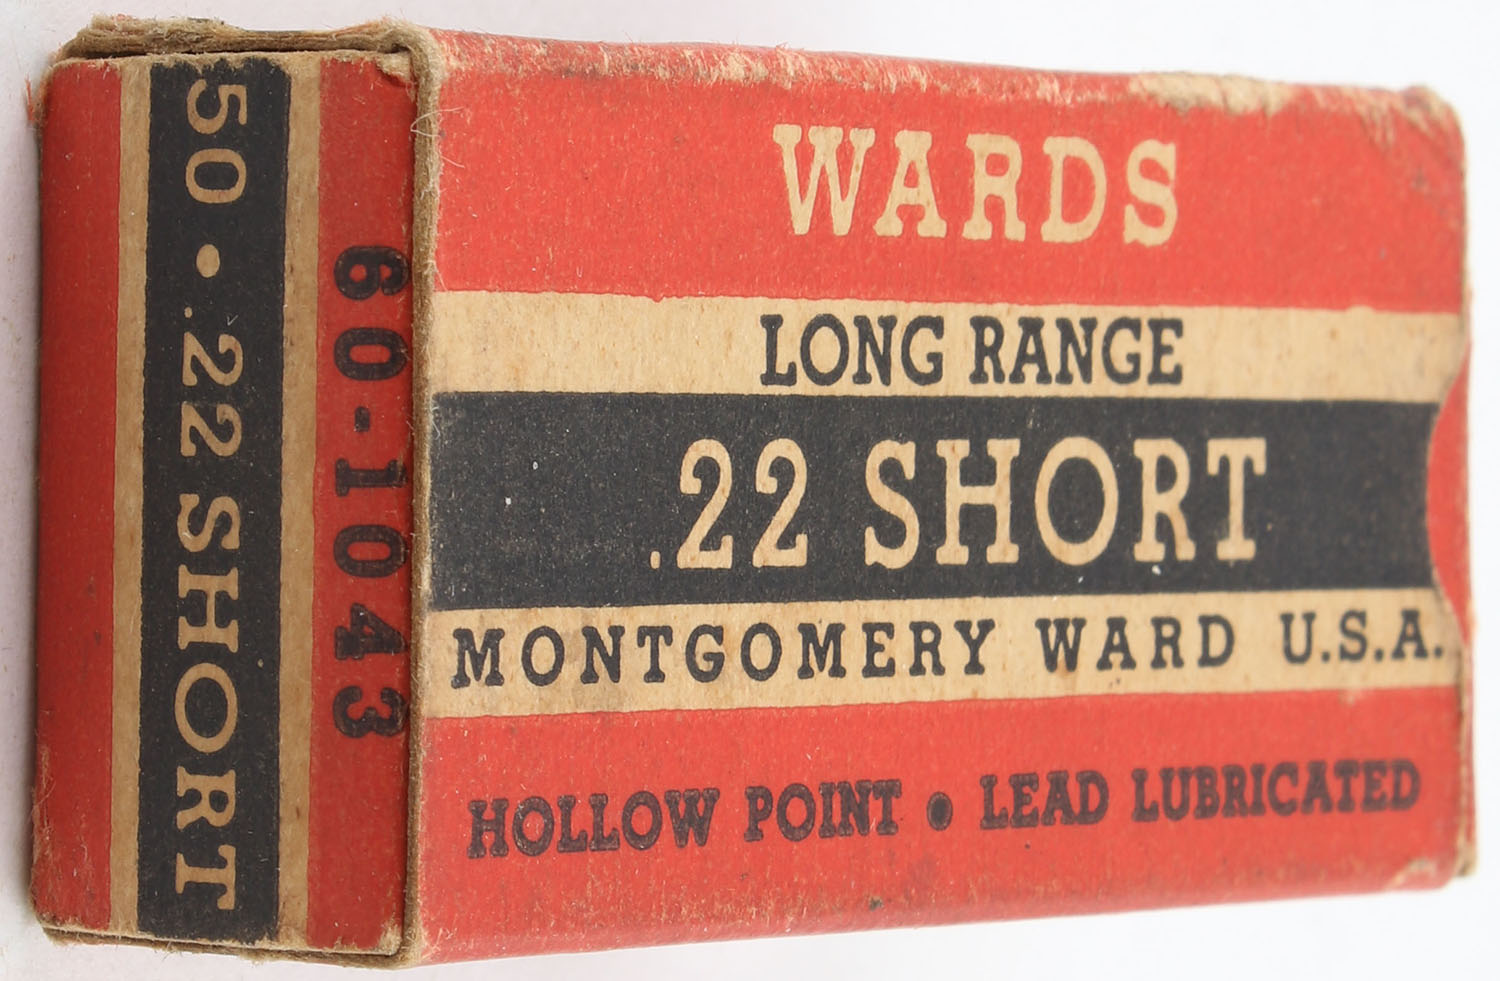 WARDS
LONG RANGE
.22 SHORT
MONTGOMERY WARD U.S.A.
HOLLOW POINT • LEAD LUBRICATED
60-1043
50 • .22 SHORT